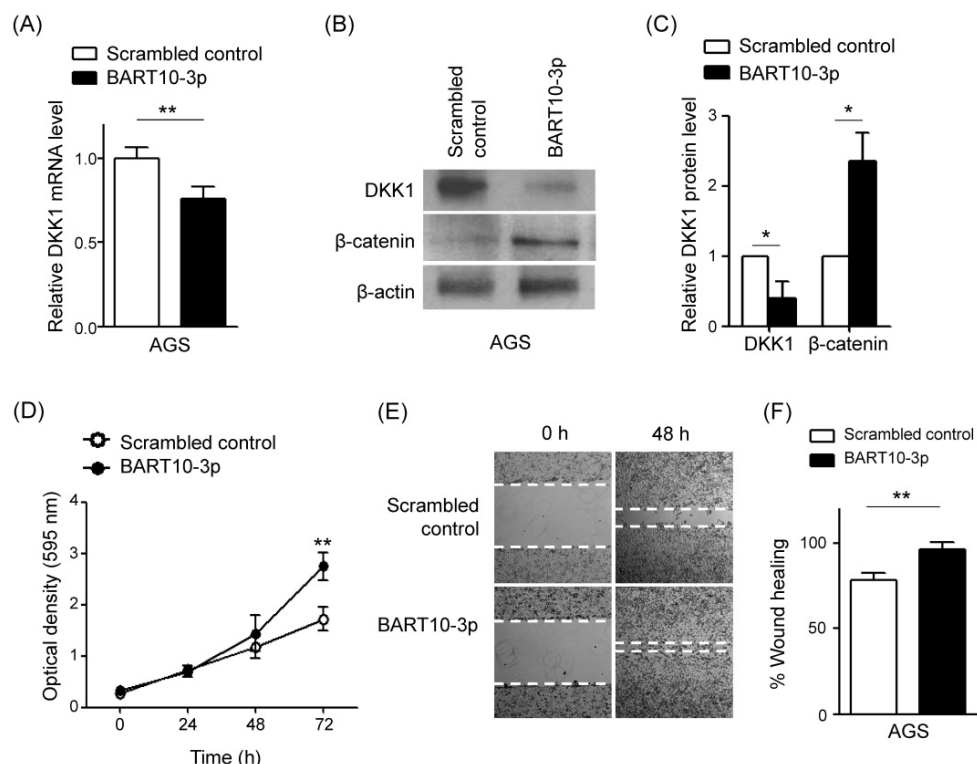 (A)
Scrambled control
BART10-3p
**
Relative DKK1 mRNA level
1.0
0.5
0.0
AGS
(B)
Scrambled
control
BART10-3p
DKK1
β-catenin
β-actin
AGS
(C)
Scrambled control
BART10-3p
Relative DKK1 protein level
3
2
1
0
*
*
DKK1
β-catenin
(D)
Scrambled control
BART10-3p
Optical density (595 nm)
4
3
2
1
0
**
0
24
48
72
Time (h)
(E)
0 h
48 h
Scrambled
control
BART10-3p
(F)
Scrambled control
BART10-3p
**
% Wound healing
100
50
0
AGS